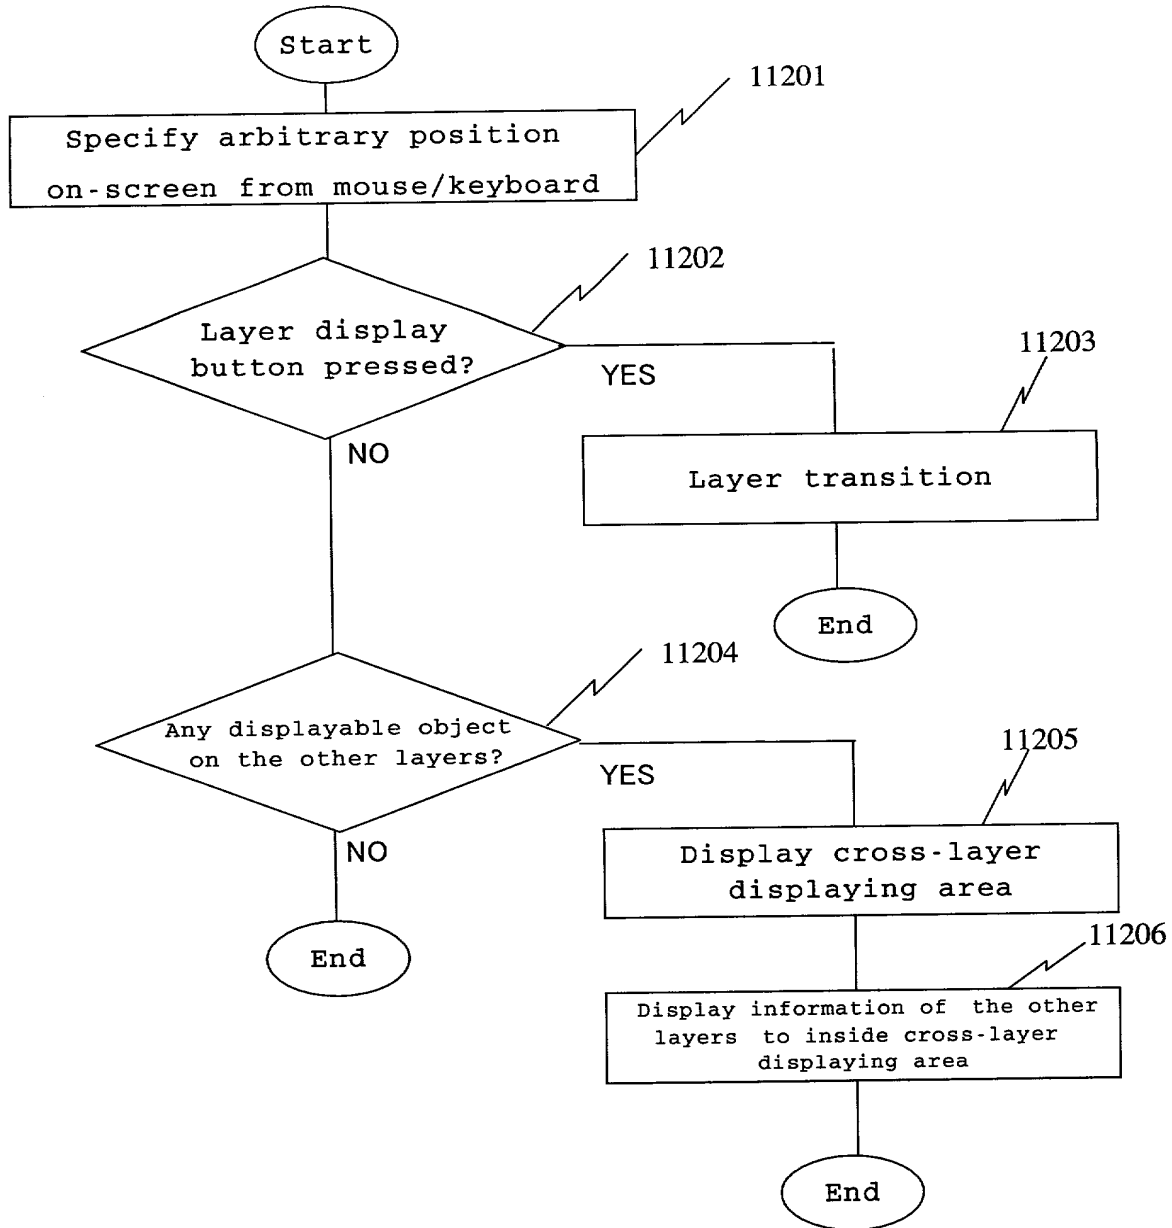 Start
11201
Specify arbitrary position
on-screen from mouse/keyboard
11202
Layer display
button pressed?
YES
11203
NO
Layer transition
End
11204
Any displayable object
on the other layers?
YES
11205
NO
Display cross-layer
displaying area
End
11206
Display information of the other
layers to inside cross-layer
displaying area
End